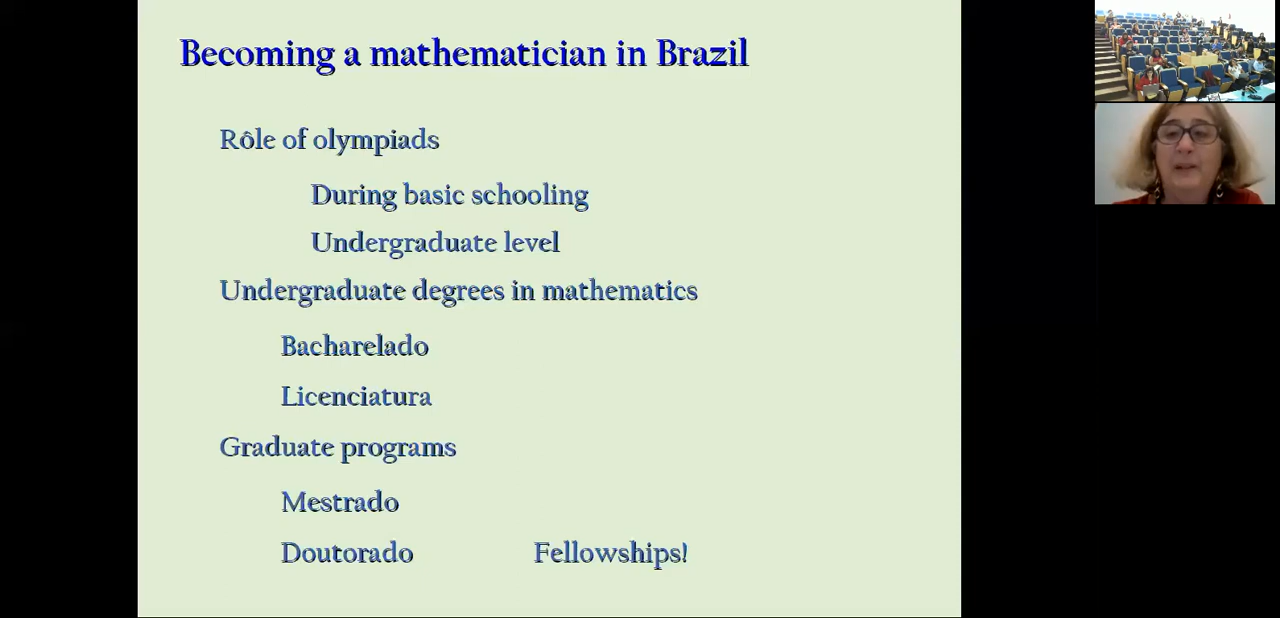 Becoming a mathematician in Brazil
Rôle of olympiads
During basic schooling
Undergraduate level
Undergraduate degrees in mathematics
Bacharelado
Licenciatura
Graduate programs
Mestrado
Doutorado Fellowships!